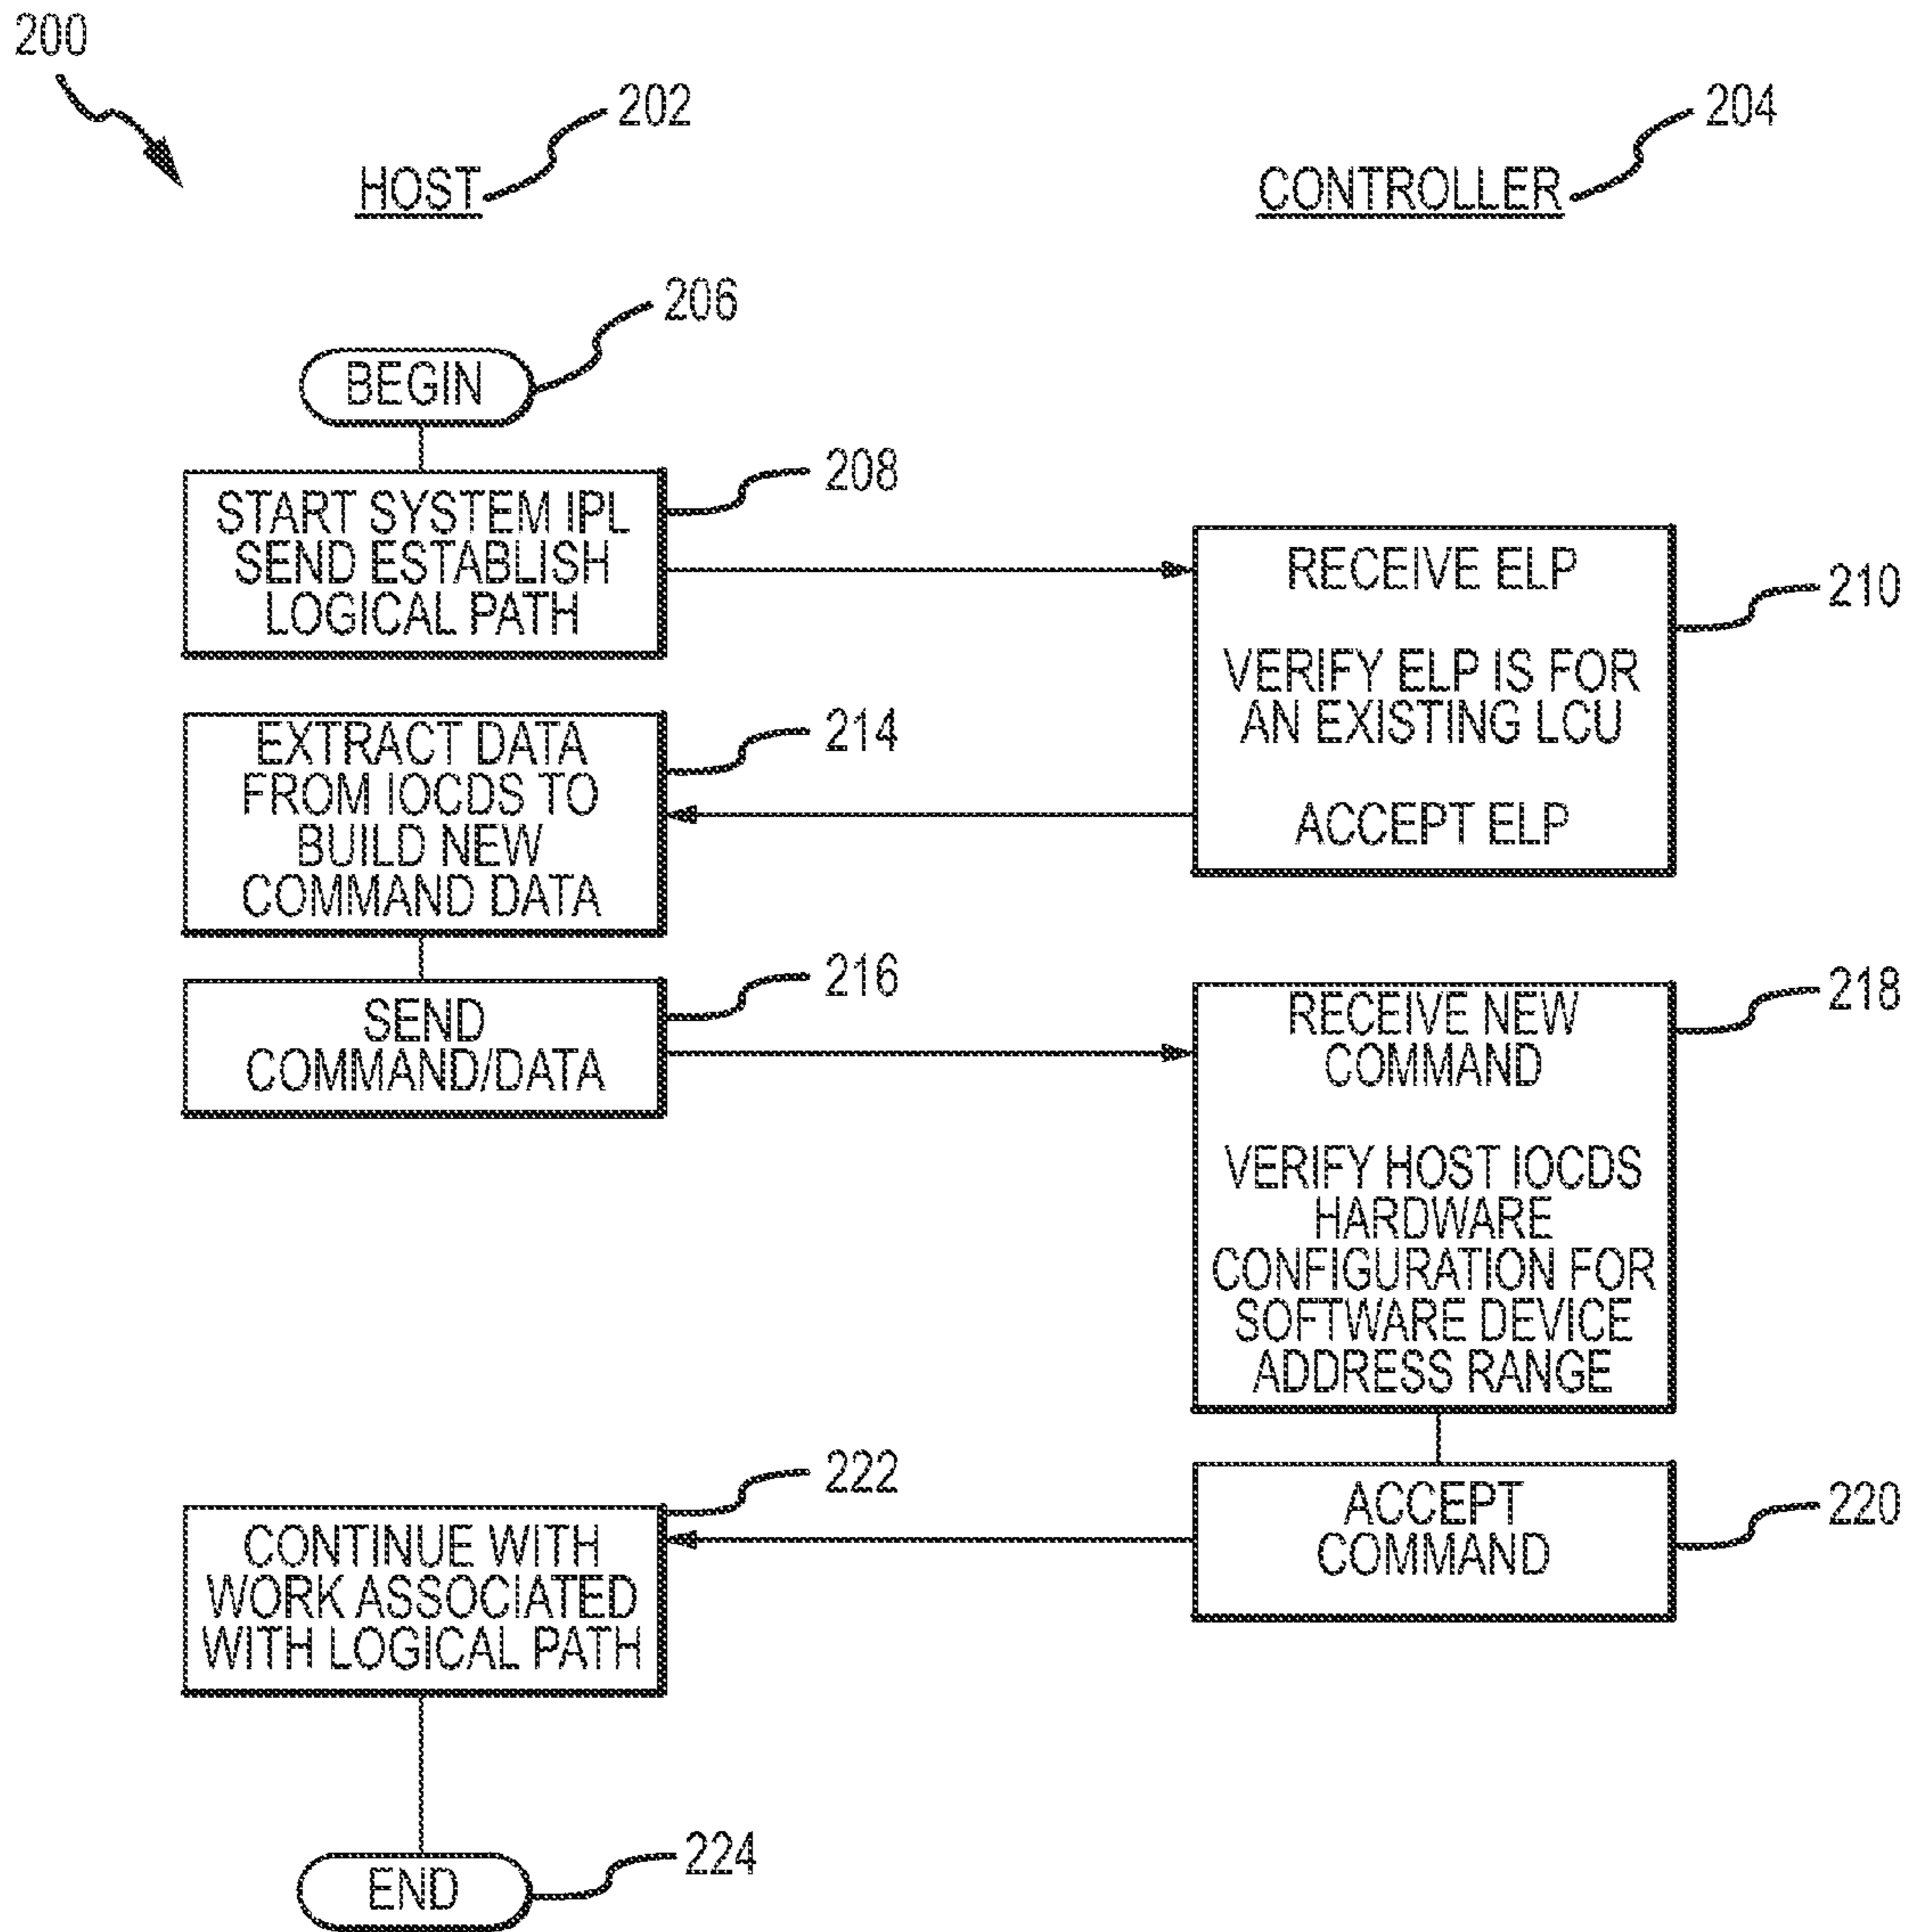 200
202
204
HOST
CONTROLLER
206
BEGIN
208
START SYSTEM IPL
SEND ESTABLISH
LOGICAL PATH
RECEIVE ELP
210
VERIFY ELP IS FOR
AN EXISTING LCU
ACCEPT ELP
214
EXTRACT DATA
FROM IOCDS TO
BUILD NEW
COMMAND DATA
216
SEND
COMMAND/DATA
218
RECEIVE NEW
COMMAND
VERIFY HOST IOCDS
HARDWARE
CONFIGURATION FOR
SOFTWARE DEVICE
ADDRESS RANGE
220
ACCEPT
COMMAND
222
CONTINUE WITH
WORK ASSOCIATED
WITH LOGICAL PATH
224
END